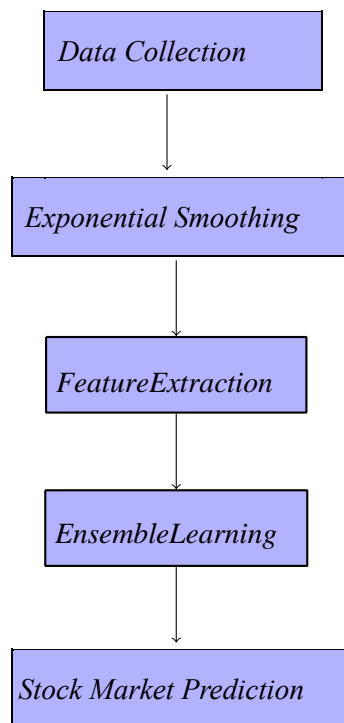 Data Collection
Exponential Smoothing
FeatureExtraction
EnsembleLearning
Stock Market Prediction